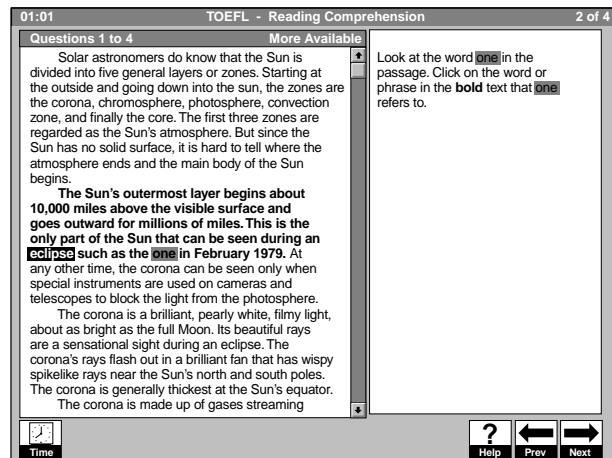 01:01 TOEFL - Reading Comprehension 2 of 4
Questions 1 to 4 More Available
Solar astronomers do know that the Sun is
divided into five general layers or zones. Starting at
the outside and going down into the sun, the zones are
the corona, chromosphere, photosphere, convection
zone, and finally the core. The first three zones are
regarded as the Sun's atmosphere. But since the
Sun has no solid surface, it is hard to tell where the
atmosphere ends and the main body of the Sun
begins.
The Sun's outermost layer begins about
10,000 miles above the visible surface and
goes outward for millions of miles. This is the
only part of the Sun that can be seen during an
eclipse such as the one in February 1979. At
any other time, the corona can be seen only when
special instruments are used on cameras and
telescopes to block the light from the photosphere.
The corona is a brilliant, pearly white, filmy light,
about as bright as the full Moon. Its beautiful rays
are a sensational sight during an eclipse. The
corona's rays flash out in a brilliant fan that has wispy
spikelike rays near the Sun's north and south poles.
The corona is generally thickest at the Sun's equator.
The corona is made up of gases streaming
Look at the word one in the
passage. Click on the word or
phrase in the bold text that one
refers to.
Time
?
Help Prev Next